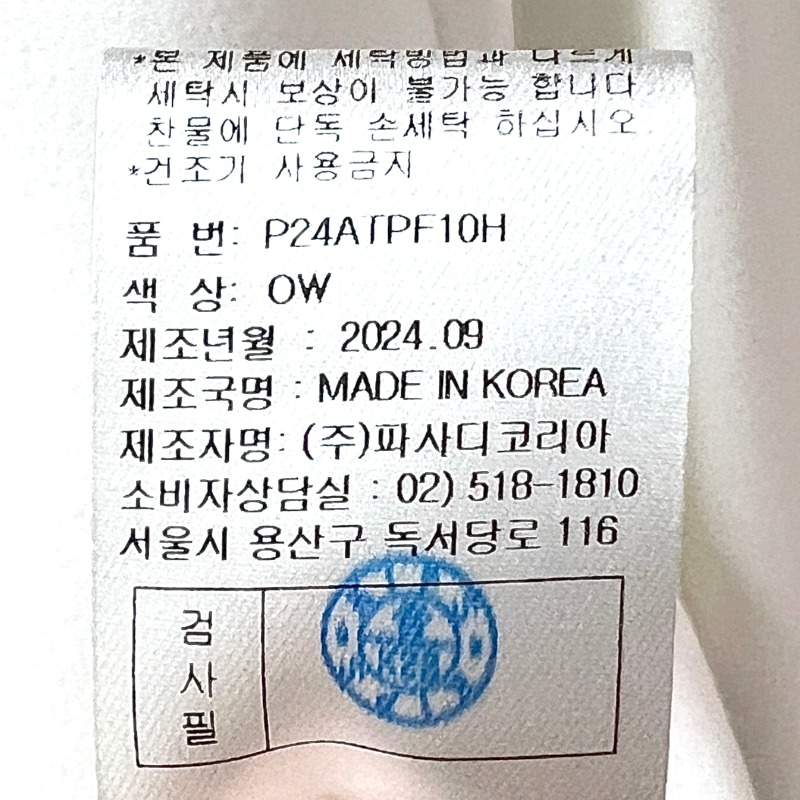 *본 제품에 세탁방법과 다르게
세탁시 보상이 불가능 합니다
찬물에 단독 손세탁 하십시오
*건조기 사용금지
품 번: P24ATPF10H
색 상: OW
제조년월 : 2024.09
제조국명 : MADE IN KOREA
제조자명: (주)파사디코리아
소비자상담실 : 02) 518-1810
서울시 용산구 독서당로 116
검
사
필